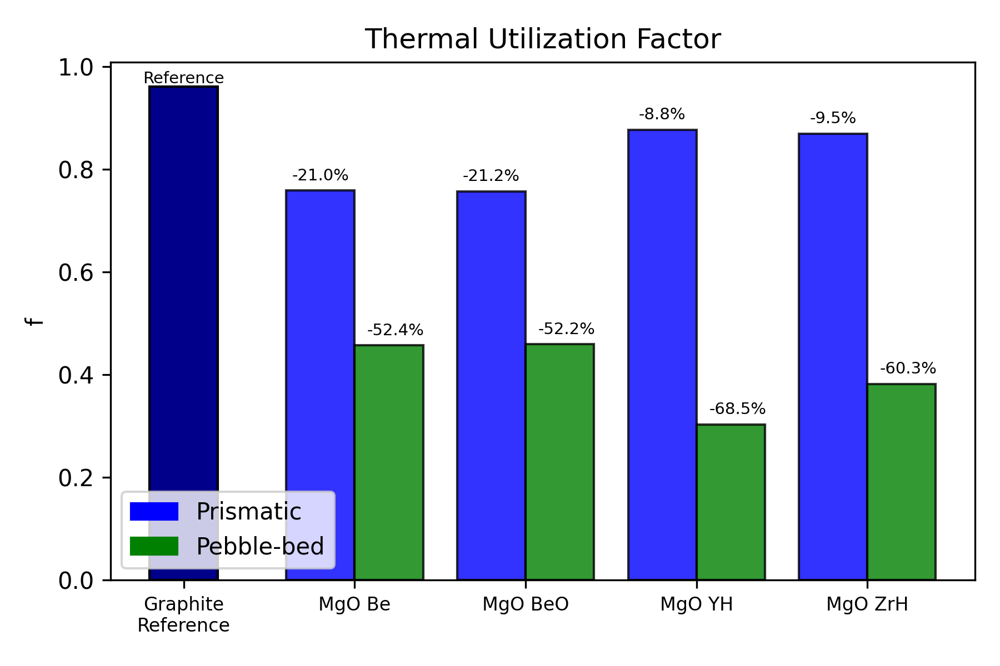 Thermal Utilization Factor
1.0
0.8
0.6
0.4
0.2
0.0
f
Reference
-21.0%
-52.4%
-21.2%
-52.2%
-8.8%
-68.5%
-9.5%
-60.3%
Prismatic
Pebble-bed
Graphite
Reference
MgO Be
MgO BeO
MgO YH
MgO ZrH